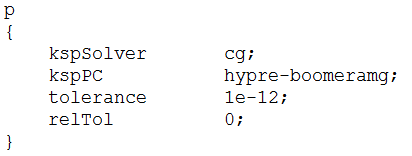 p
{
    kspSolver       cg;
    kspPC           hypre-boomeramg;
    tolerance       1e-12;
    relTol          0;
}